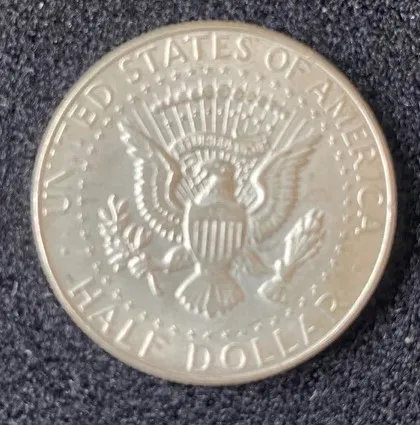 UNITED STATES OF AMERICA
HALF DOLLAR